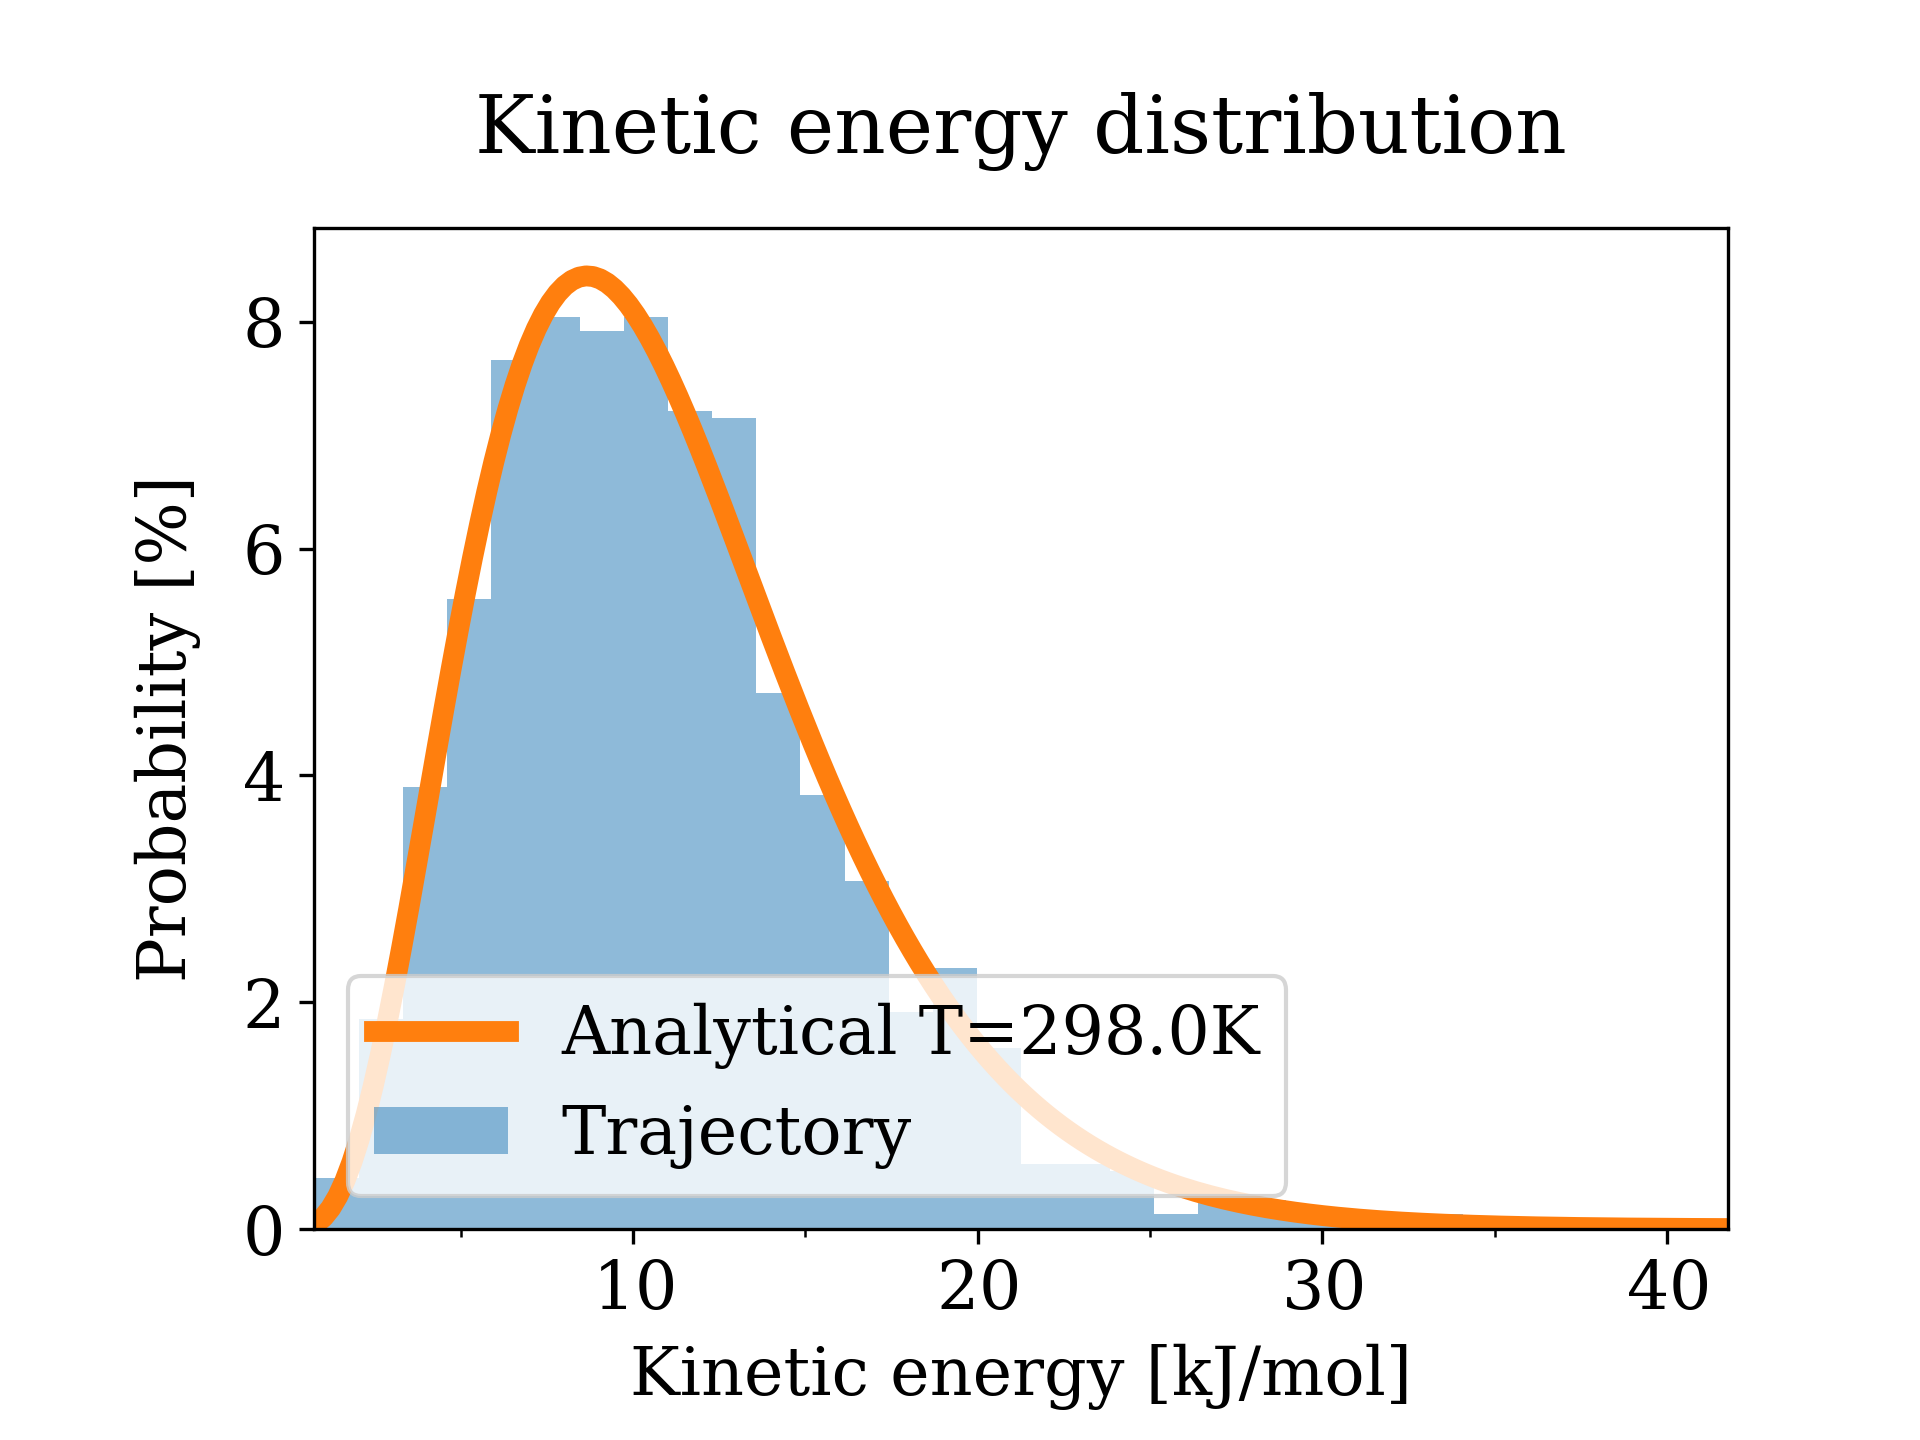 Kinetic energy distribution
Probability [%]
8
6
4
2
0
Analytical T=298.0K
Trajectory
10 20 30 40
Kinetic energy [kJ/mol]